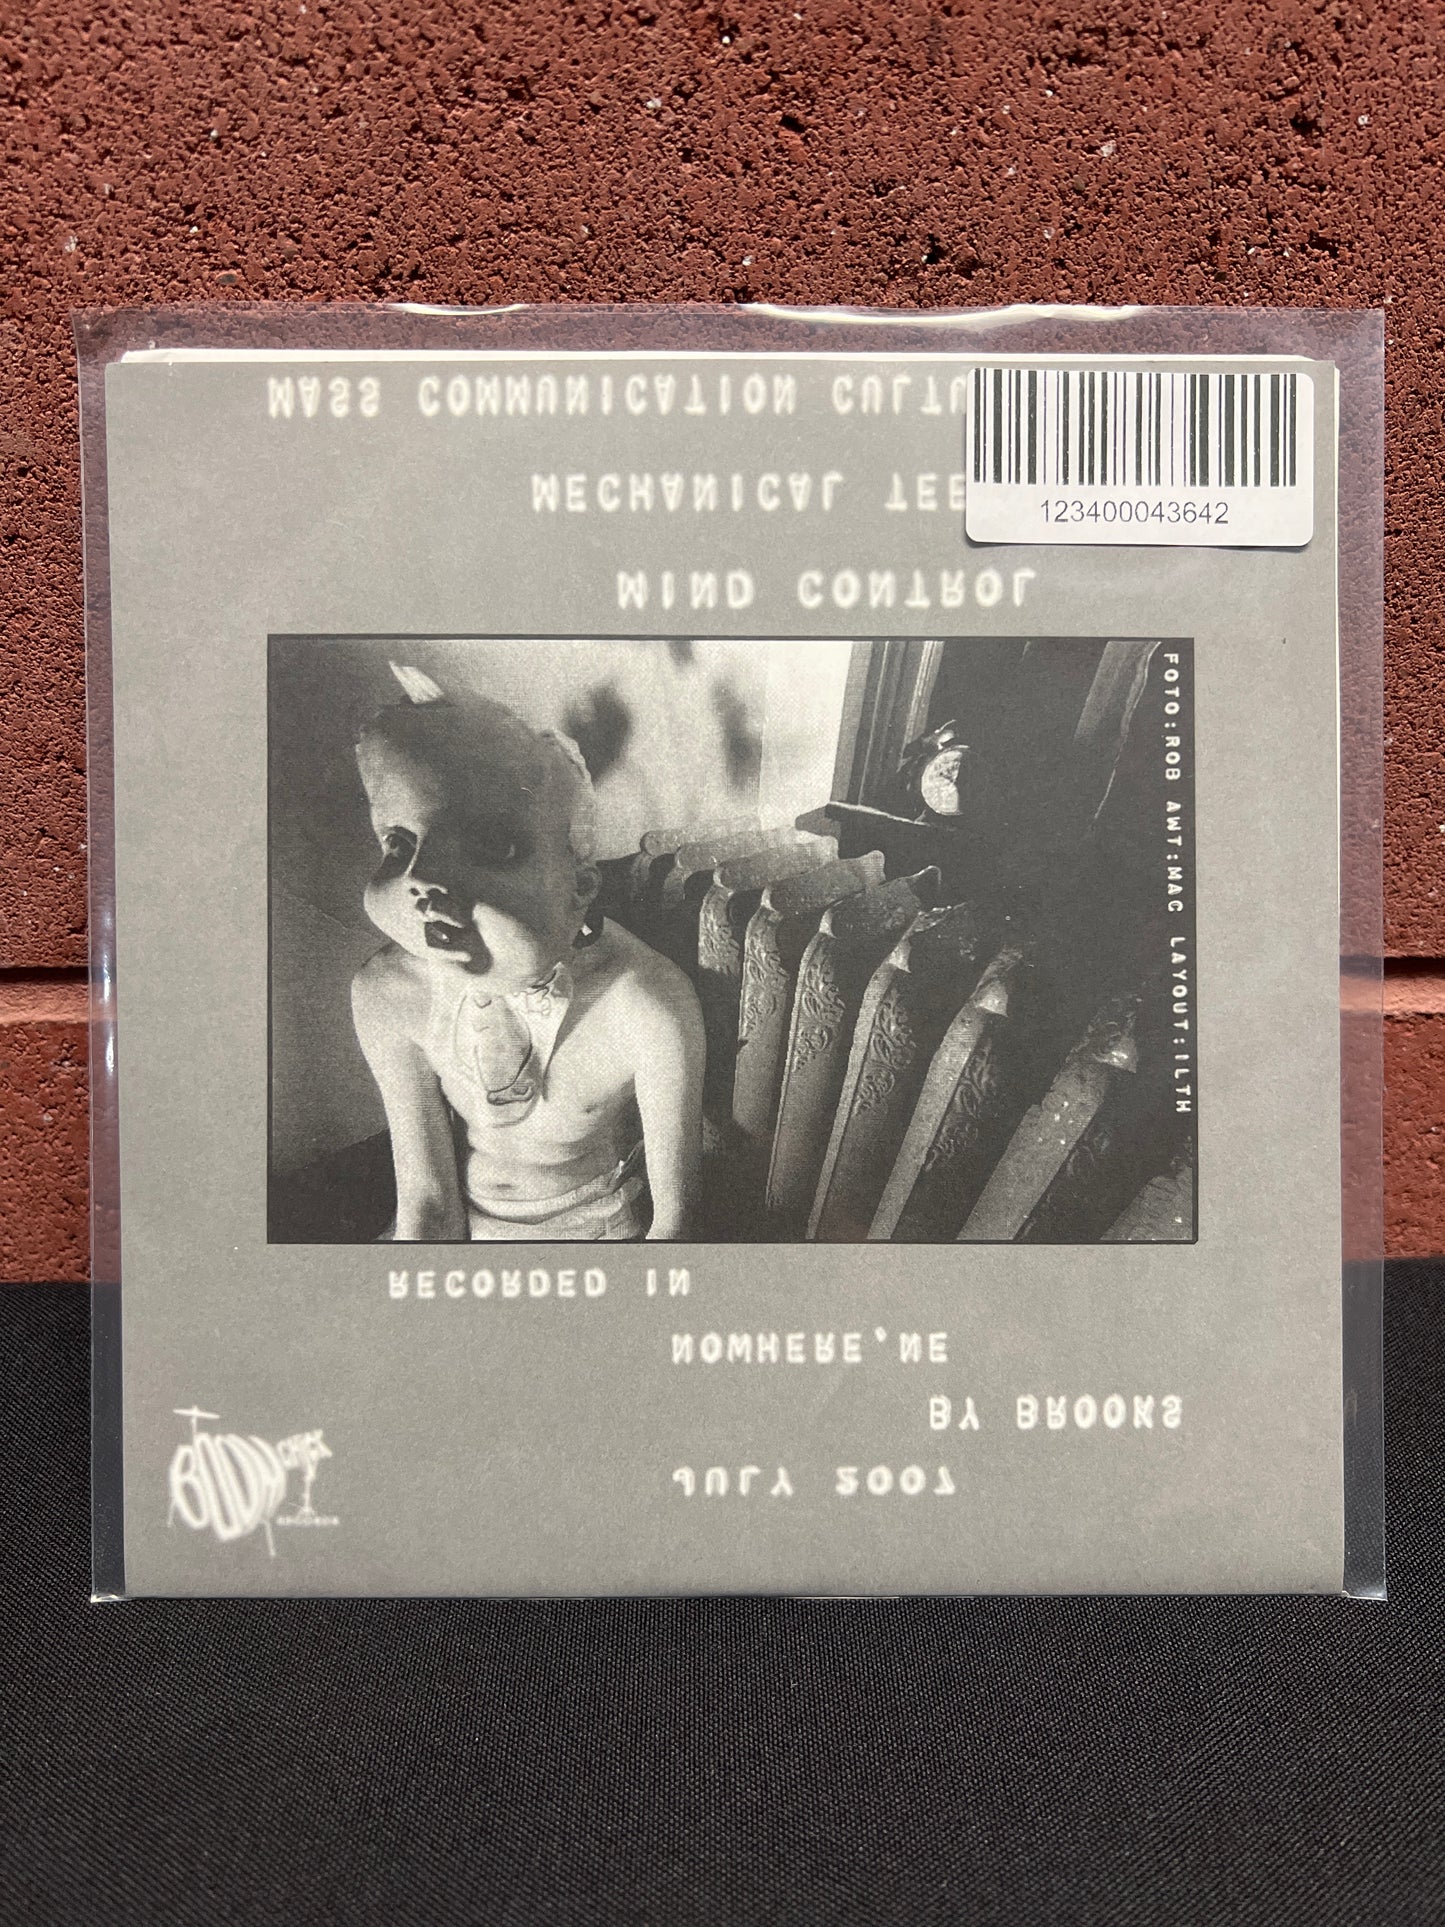 MASS COMMUNICATION CULTU
123400043642
MECHANICAL TEE
MIND CONTROL
FOTO:ROB AWT:MAC LAYOUT:ILTH
RECORDED IN
NOWHERE,NE
BY BROOKS
JULY 2007
RECORDS